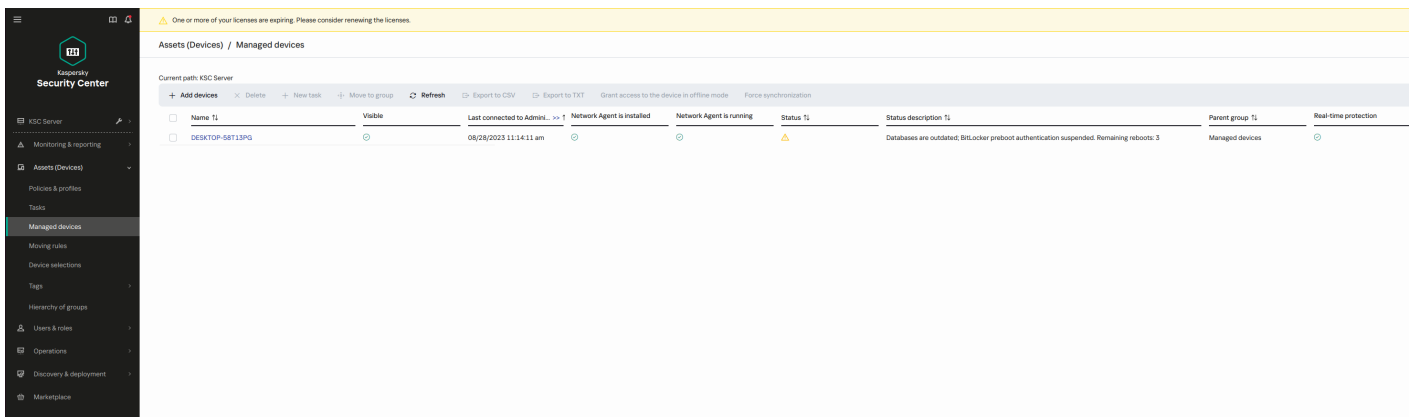 One or more of your licenses are expiring. Please consider renewing the licenses.
Kaspersky
Security Center
KSC Server
Monitoring & reporting
Assets (Devices)
Policies & profiles
Tasks
Managed devices
Moving rules
Device selections
Tags
Hierarchy of groups
Users & roles
Operations
Discovery & deployment
Marketplace
Assets (Devices) / Managed devices
Current path: KSC Server
+ Add devices × Delete + New task Move to group Refresh Export to CSV Export to TXT Grant access to the device in offline mode Force synchronization
Name ↑↓ Visible Last connected to Admini... >> ↑ Network Agent is installed Network Agent is running Status ↑↓ Status description ↑↓ Parent group ↑↓ Real-time protection
DESKTOP-58T13PG 08/28/2023 11:14:11 am Databases are outdated; BitLocker preboot authentication suspended. Remaining reboots: 3 Managed devices